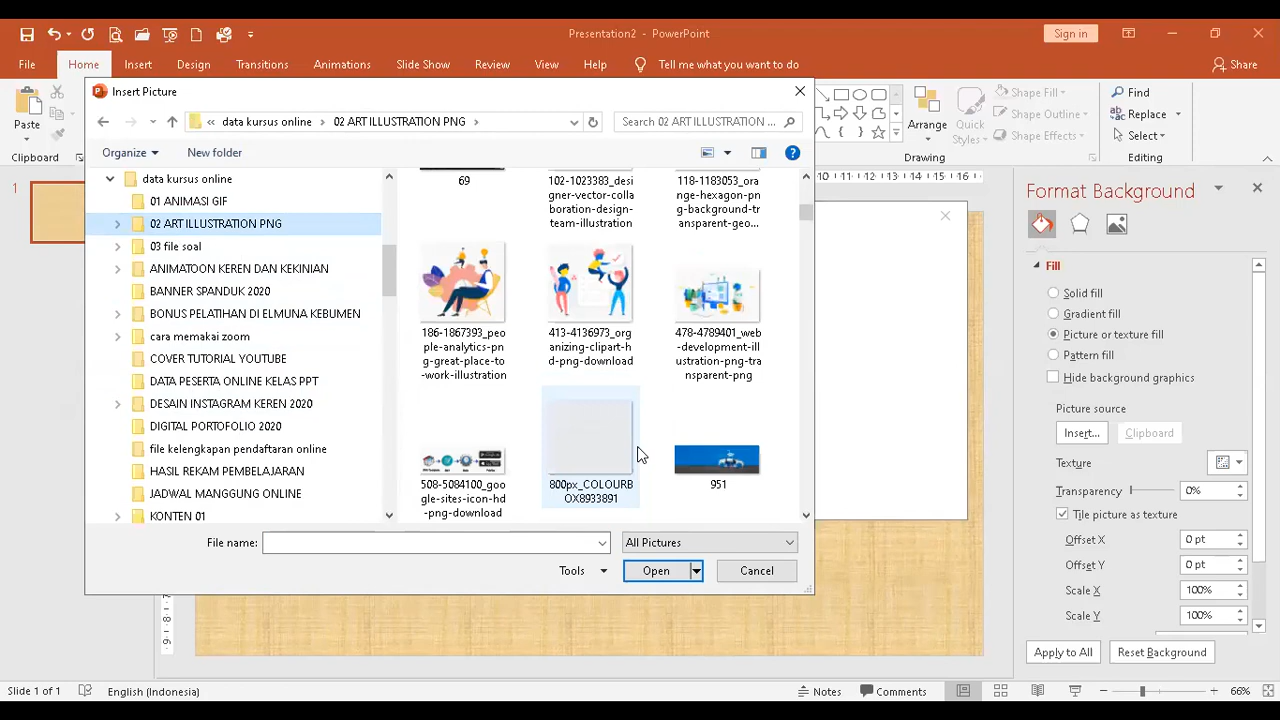 Presentation2 - PowerPoint
Sign in
File Home Insert Design Transitions Animations Slide Show Review View Help Tell me what you want to do Share
Paste
Clipboard
Arrange
Quick
Styles
Shape Fill
Shape Outline
Shape Effects
Drawing
Find
Replace
Select
Editing
Insert Picture
« data kursus online › 02 ART ILLUSTRATION PNG ›
Search 02 ART ILLUSTRATION ...
Organize
New folder
data kursus online
01 ANIMASI GIF
02 ART ILLUSTRATION PNG
03 file soal
ANIMATOON KEREN DAN KEKINIAN
BANNER SPANDUK 2020
BONUS PELATIHAN DI ELMUNA KEBUMEN
cara memakai zoom
COVER TUTORIAL YOUTUBE
DATA PESERTA ONLINE KELAS PPT
DESAIN INSTAGRAM KEREN 2020
DIGITAL PORTOFOLIO 2020
file kelengkapan pendaftaran online
HASIL REKAM PEMBELAJARAN
JADWAL MANGGUNG ONLINE
KONTEN 01
69
102-1023383_desi
gner-vector-colla
boration-design-
team-illustration
118-1183053_ora
nge-hexagon-pn
g-background-tr
ansparent-geo...
186-1867393_peo
ple-analytics-pn
g-great-place-to
-work-illustration
413-4136973_org
anizing-clipart-h
d-png-download
478-4789401_web
-development-ill
ustration-png-tra
nsparent-png
508-5084100_goo
gle-sites-icon-hd
-png-download
800px_COLOURB
OX8933891
951
File name:
All Pictures
Tools
Open
Cancel
1
10 11 12 13 14 15 16
Format Background
Fill
Solid fill
Gradient fill
Picture or texture fill
Pattern fill
Hide background graphics
Picture source
Insert...
Clipboard
Texture
Transparency
0%
Tile picture as texture
Offset X
0 pt
Offset Y
0 pt
Scale X
100%
Scale Y
100%
Apply to All
Reset Background
Slide 1 of 1
English (Indonesia)
Notes
Comments
66%